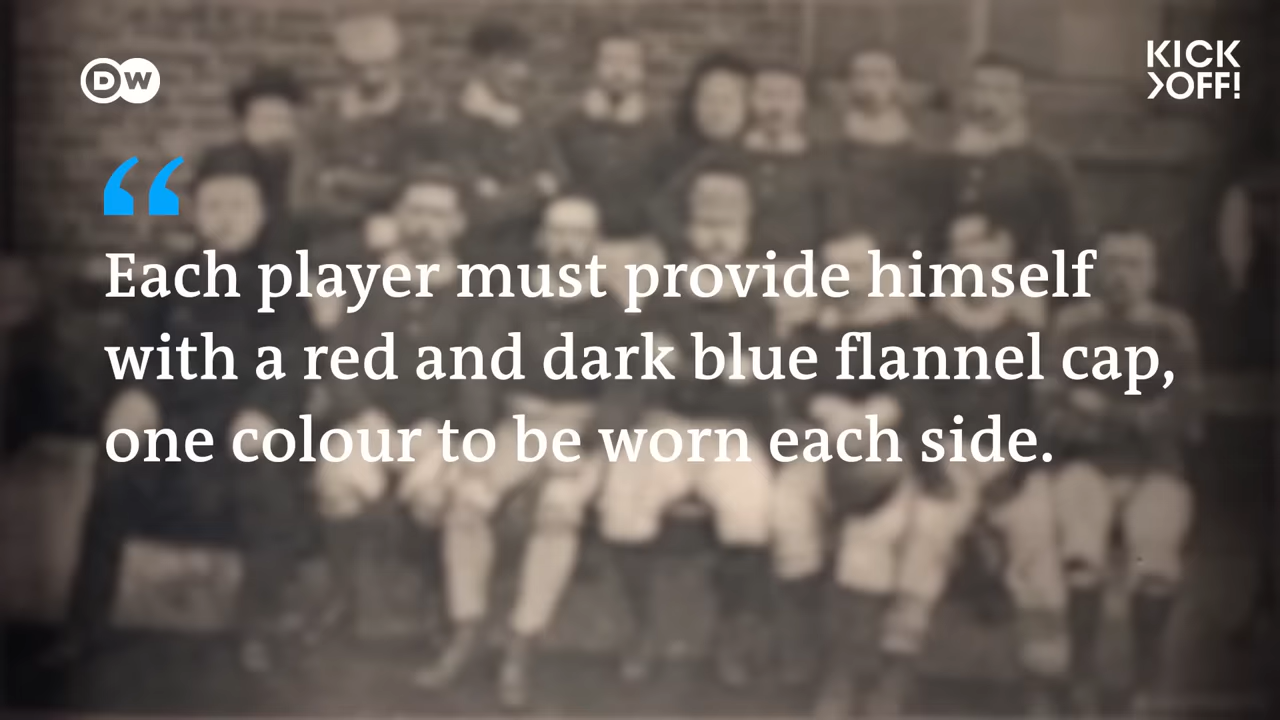 DW
KICK
OFF!
“
Each player must provide himself
with a red and dark blue flannel cap,
one colour to be worn each side.